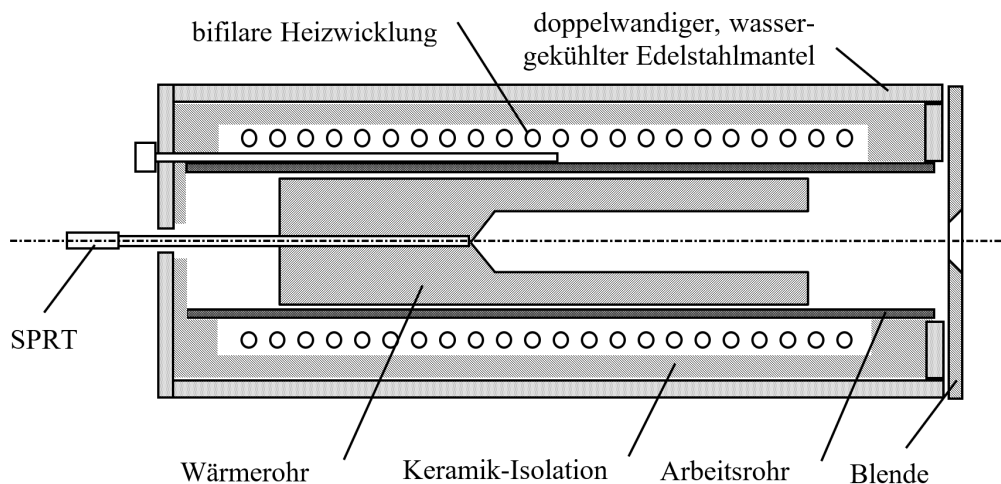 bifilare Heizwicklung
doppelwandiger, wasser-
gekühlter Edelstahlmantel
SPRT
Wärmerohr
Keramik-Isolation
Arbeitsrohr
Blende